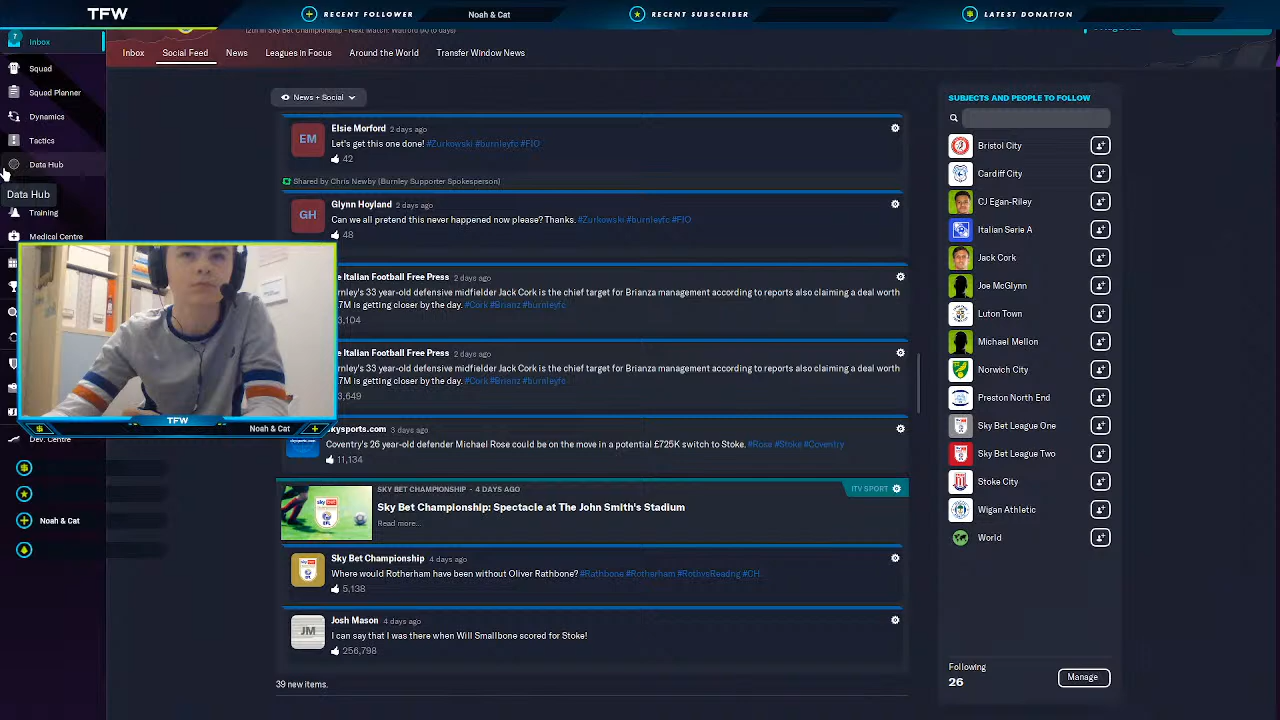 TFW
RECENT FOLLOWER
Noah & Cat
RECENT SUBSCRIBER
LATEST DONATION
Inbox
Social Feed
News
Leagues in Focus
Around the World
Transfer Window News
7
Inbox
Squad
Squad Planner
Dynamics
Tactics
Data Hub
Data Hub
Training
Medical Centre
Dev. Centre
TFW
Noah & Cat
Noah & Cat
News + Social
EM
Elsie Morford 2 days ago
Let's get this one done! #Zurkowski #burnleyfc #FIO
42
Shared by Chris Newby (Burnley Supporter Spokesperson)
GH
Glynn Hoyland 2 days ago
Can we all pretend this never happened now please? Thanks. #Zurkowski #burnleyfc #FIO
48
e Italian Football Free Press 2 days ago
rnley's 33 year-old defensive midfielder Jack Cork is the chief target for Brianza management according to reports also claiming a deal worth
.7M is getting closer by the day. #Cork #Brianz #burnleyfc
3,104
e Italian Football Free Press 2 days ago
rnley's 33 year-old defensive midfielder Jack Cork is the chief target for Brianza management according to reports also claiming a deal worth
.7M is getting closer by the day. #Cork #Brianz #burnleyfc
3,649
skysports.com 3 days ago
Coventry's 26 year-old defender Michael Rose could be on the move in a potential £725K switch to Stoke. #Rose #Stoke #Coventry
11,134
SKY BET CHAMPIONSHIP - 4 DAYS AGO
ITV SPORT
Sky Bet Championship: Spectacle at The John Smith's Stadium
Read more...
Sky Bet Championship 4 days ago
Where would Rotherham have been without Oliver Rathbone? #Rathbone #Rotherham #RothvsReadng #CH.
5,138
JM
Josh Mason 4 days ago
I can say that I was there when Will Smallbone scored for Stoke!
256,798
39 new items.
SUBJECTS AND PEOPLE TO FOLLOW
Bristol City
Cardiff City
CJ Egan-Riley
Italian Serie A
Jack Cork
Joe McGlynn
Luton Town
Michael Mellon
Norwich City
Preston North End
Sky Bet League One
Sky Bet League Two
Stoke City
Wigan Athletic
World
Following
26
Manage